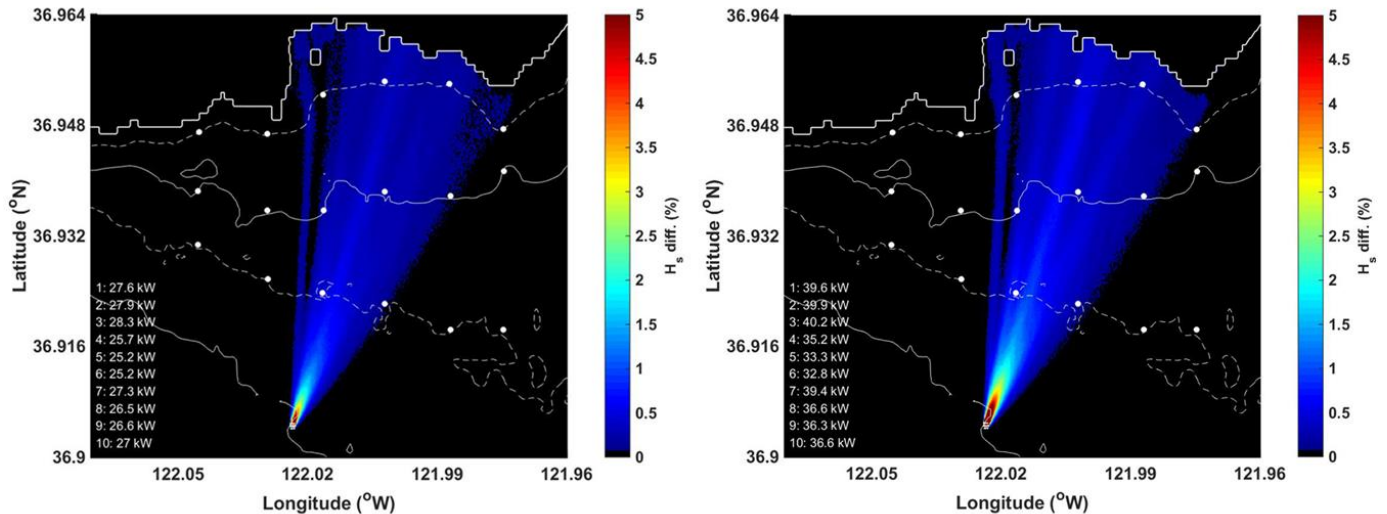 36.964
36.948
36.932
36.916
36.9
Latitude (°N)
1: 27.6 kW
2: 27.9 kW
3: 28.3 kW
4: 25.7 kW
5: 25.2 kW
6: 25.2 kW
7: 27.3 kW
8: 26.5 kW
9: 26.6 kW
10: 27 kW
122.05 122.02 121.99 121.96
Longitude (°W)
5
4.5
4
3.5
3
2.5
2
1.5
1
0.5
0
Hs diff. (%)
36.964
36.948
36.932
36.916
36.9
Latitude (°N)
1: 39.6 kW
2: 39.9 kW
3: 40.2 kW
4: 35.2 kW
5: 33.3 kW
6: 32.8 kW
7: 39.4 kW
8: 36.6 kW
9: 36.3 kW
10: 36.6 kW
122.05 122.02 121.99 121.96
Longitude (°W)
5
4.5
4
3.5
3
2.5
2
1.5
1
0.5
0
Hs diff. (%)